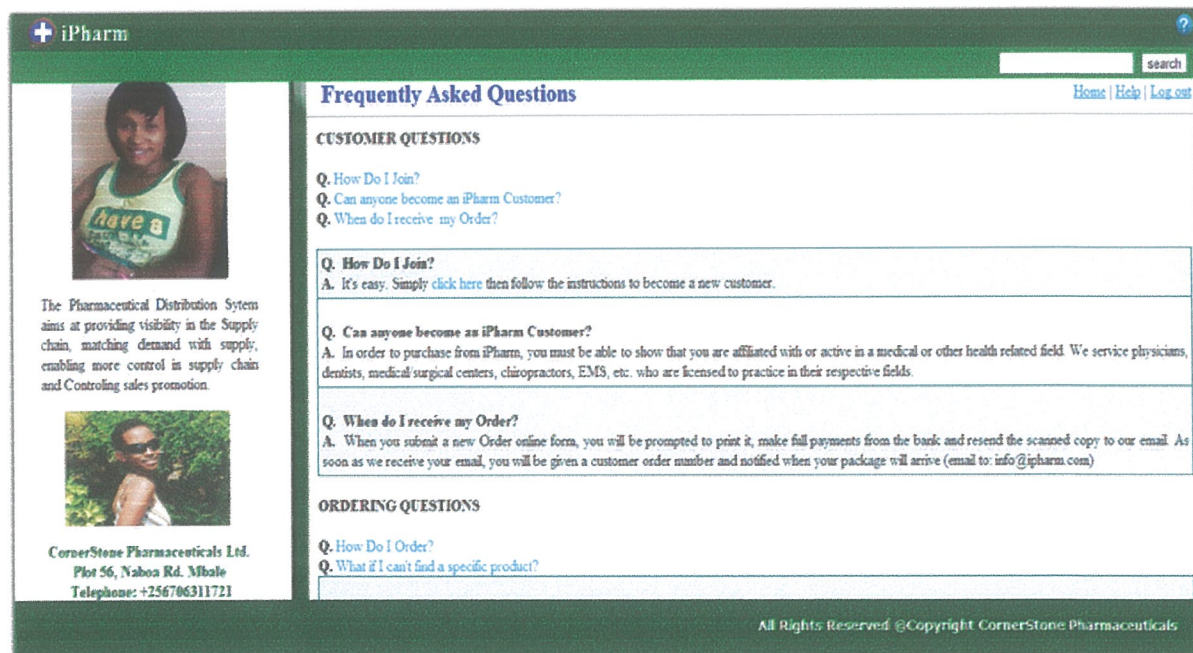 iPharm
?
search
Frequently Asked Questions
Home | Help | Log out
CUSTOMER QUESTIONS
Q. How Do I Join?
Q. Can anyone become an iPharm Customer?
Q. When do I receive my Order?
Q. How Do I Join?
A. It's easy. Simply click here then follow the instructions to become a new customer.
Q. Can anyone become an iPharm Customer?
A. In order to purchase from iPharm, you must be able to show that you are affiliated with or active in a medical or other health related field. We service physicians,
dentists, medical/surgical centers, chiropractors, EMS, etc. who are licensed to practice in their respective fields.
Q. When do I receive my Order?
A. When you submit a new Order online form, you will be prompted to print it, make full payments from the bank and resend the scanned copy to our email. As
soon as we receive your email, you will be given a customer order number and notified when your package will arrive (email to: info@ipharm.com)
ORDERING QUESTIONS
Q. How Do I Order?
Q. What if I can't find a specific product?
have a
The Pharmaceutical Distribution Sytem
aims at providing visibility in the Supply
chain, matching demand with supply,
enabling more control in supply chain
and Controling sales promotion.
CornerStone Pharmaceuticals Ltd.
Plot 56, Naboa Rd. Mbale
Telephone: +256706311721
All Rights Reserved @Copyright CornerStone Pharmaceuticals